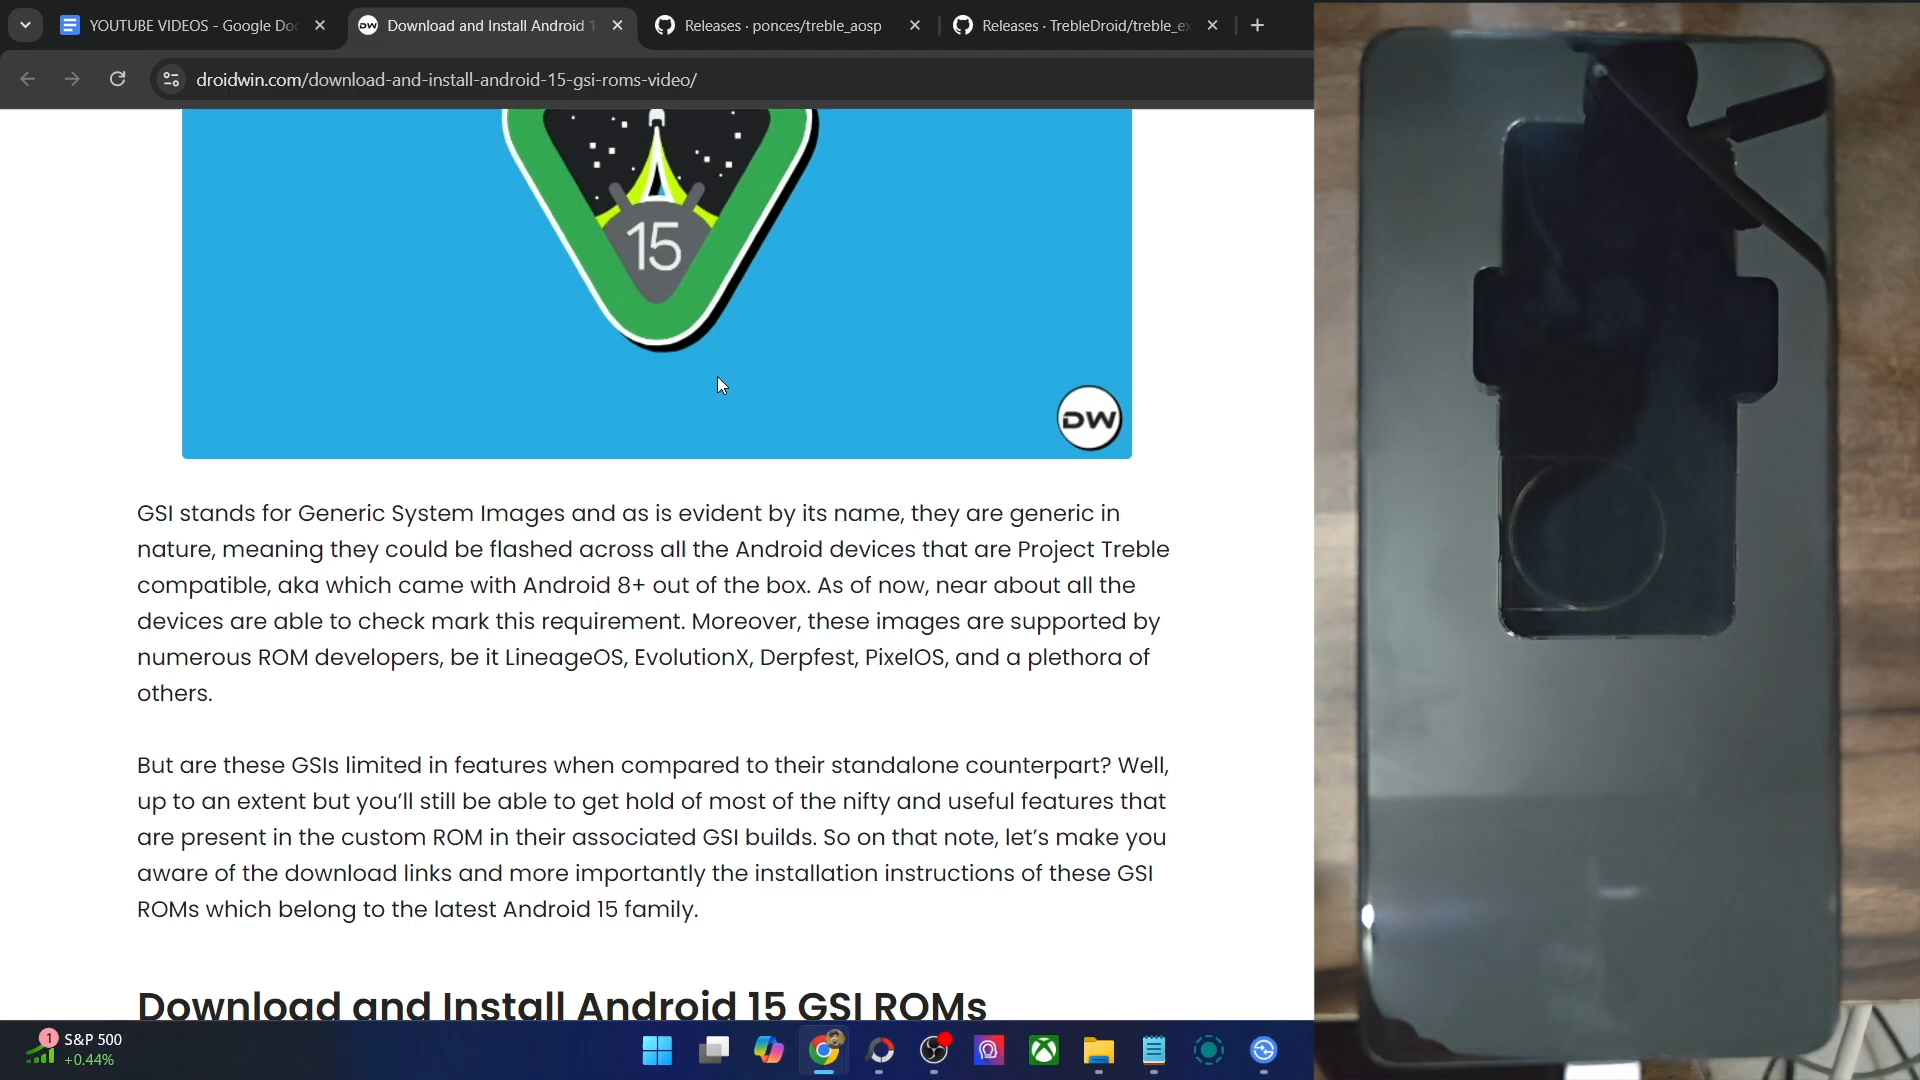 YOUTUBE VIDEOS - Google Do
Download and Install Android 1
Releases · ponces/treble_aosp
Releases · TrebleDroid/treble_ex
droidwin.com/download-and-install-android-15-gsi-roms-video/
15
DW
GSI stands for Generic System Images and as is evident by its name, they are generic in
nature, meaning they could be flashed across all the Android devices that are Project Treble
compatible, aka which came with Android 8+ out of the box. As of now, near about all the
devices are able to check mark this requirement. Moreover, these images are supported by
numerous ROM developers, be it LineageOS, EvolutionX, Derpfest, PixelOS, and a plethora of
others.
But are these GSIs limited in features when compared to their standalone counterpart? Well,
up to an extent but you’ll still be able to get hold of most of the nifty and useful features that
are present in the custom ROM in their associated GSI builds. So on that note, let’s make you
aware of the download links and more importantly the installation instructions of these GSI
ROMs which belong to the latest Android 15 family.
Download and Install Android 15 GSI ROMs
1
S&P 500
+0.44%